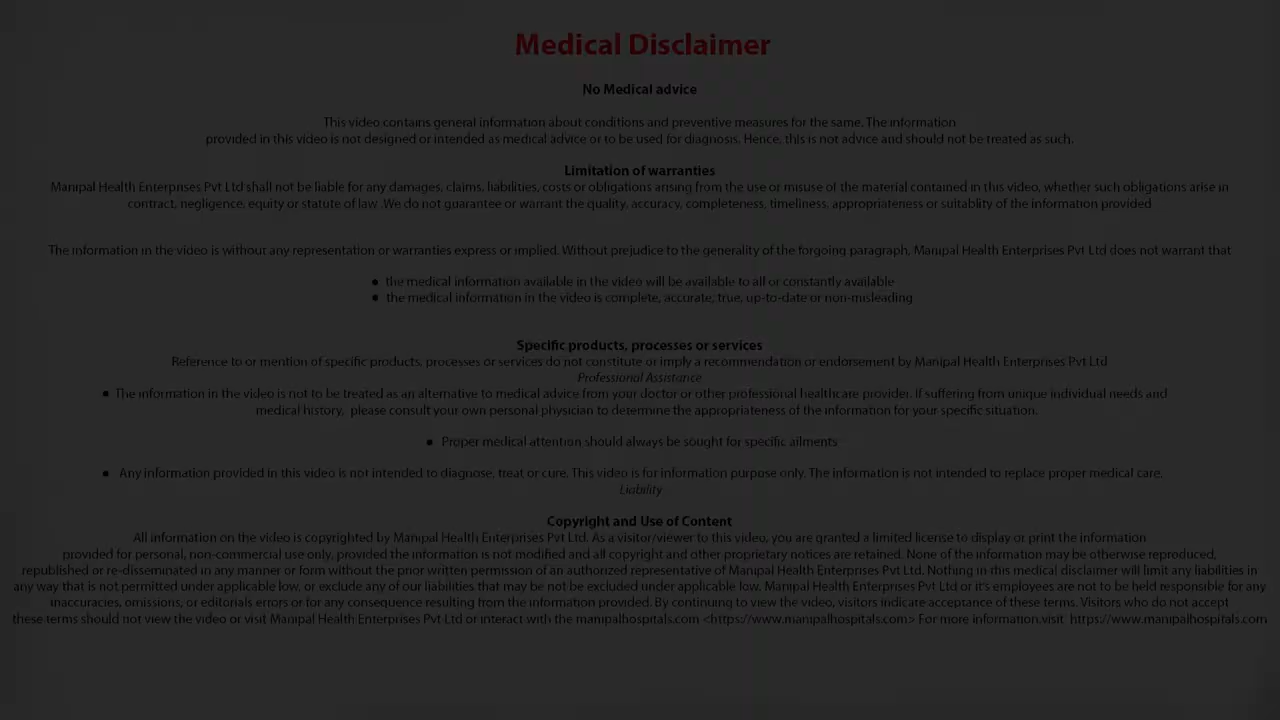 Medical Disclaimer
No Medical advice
This video contains general information about conditions and preventive measures for the same. The information
provided in this video is not designed or intended as medical advice or to be used for diagnosis. Hence, this is not advice and should not be treated as such.
Limitation of warranties
Manipal Health Enterprises Pvt Ltd shall not be liable for any damages, claims, liabilities, costs or obligations arising from the use or misuse of the material contained in this video, whether such obligations arise in
contract, negligence, equity or statute of law .We do not guarantee or warrant the quality, accuracy, completeness, timeliness, appropriateness or suitablity of the information provided
The information in the video is without any representation or warranties express or implied. Without prejudice to the generality of the forgoing paragraph, Manipal Health Enterprises Pvt Ltd does not warrant that
● the medical information available in the video will be available to all or constantly available
● the medical information in the video is complete, accurate, true, up-to-date or non-misleading
Specific products, processes or services
Reference to or mention of specific products, processes or services do not constitute or imply a recommendation or endorsement by Manipal Health Enterprises Pvt Ltd
Professional Assistance
● The information in the video is not to be treated as an alternative to medical advice from your doctor or other professional healthcare provider. If suffering from unique individual needs and
medical history, please consult your own personal physician to determine the appropriateness of the information for your specific situation.
● Proper medical attention should always be sought for specific ailments
● Any information provided in this video is not intended to diagnose, treat or cure. This video is for information purpose only. The information is not intended to replace proper medical care.
Liability
Copyright and Use of Content
All information on the video is copyrighted by Manipal Health Enterprises Pvt Ltd. As a visitor/viewer to this video, you are granted a limited license to display or print the information
provided for personal, non-commercial use only, provided the information is not modified and all copyright and other proprietary notices are retained. None of the information may be otherwise reproduced,
republished or re-disseminated in any manner or form without the prior written permission of an authorized representative of Manipal Health Enterprises Pvt Ltd. Nothing in this medical disclaimer will limit any liabilities in
any way that is not permitted under applicable low, or exclude any of our liabilities that may be not be excluded under applicable low. Manipal Health Enterprises Pvt Ltd or it's employees are not to be held responsible for any
inaccuracies, omissions, or editorials errors or for any consequence resulting from the information provided. By continuing to view the video, visitors indicate acceptance of these terms. Visitors who do not accept
these terms should not view the video or visit Manipal Health Enterprises Pvt Ltd or interact with the manipalhospitals.com <https://www.manipalhospitals.com> For more information.visit https://www.manipalhospitals.com